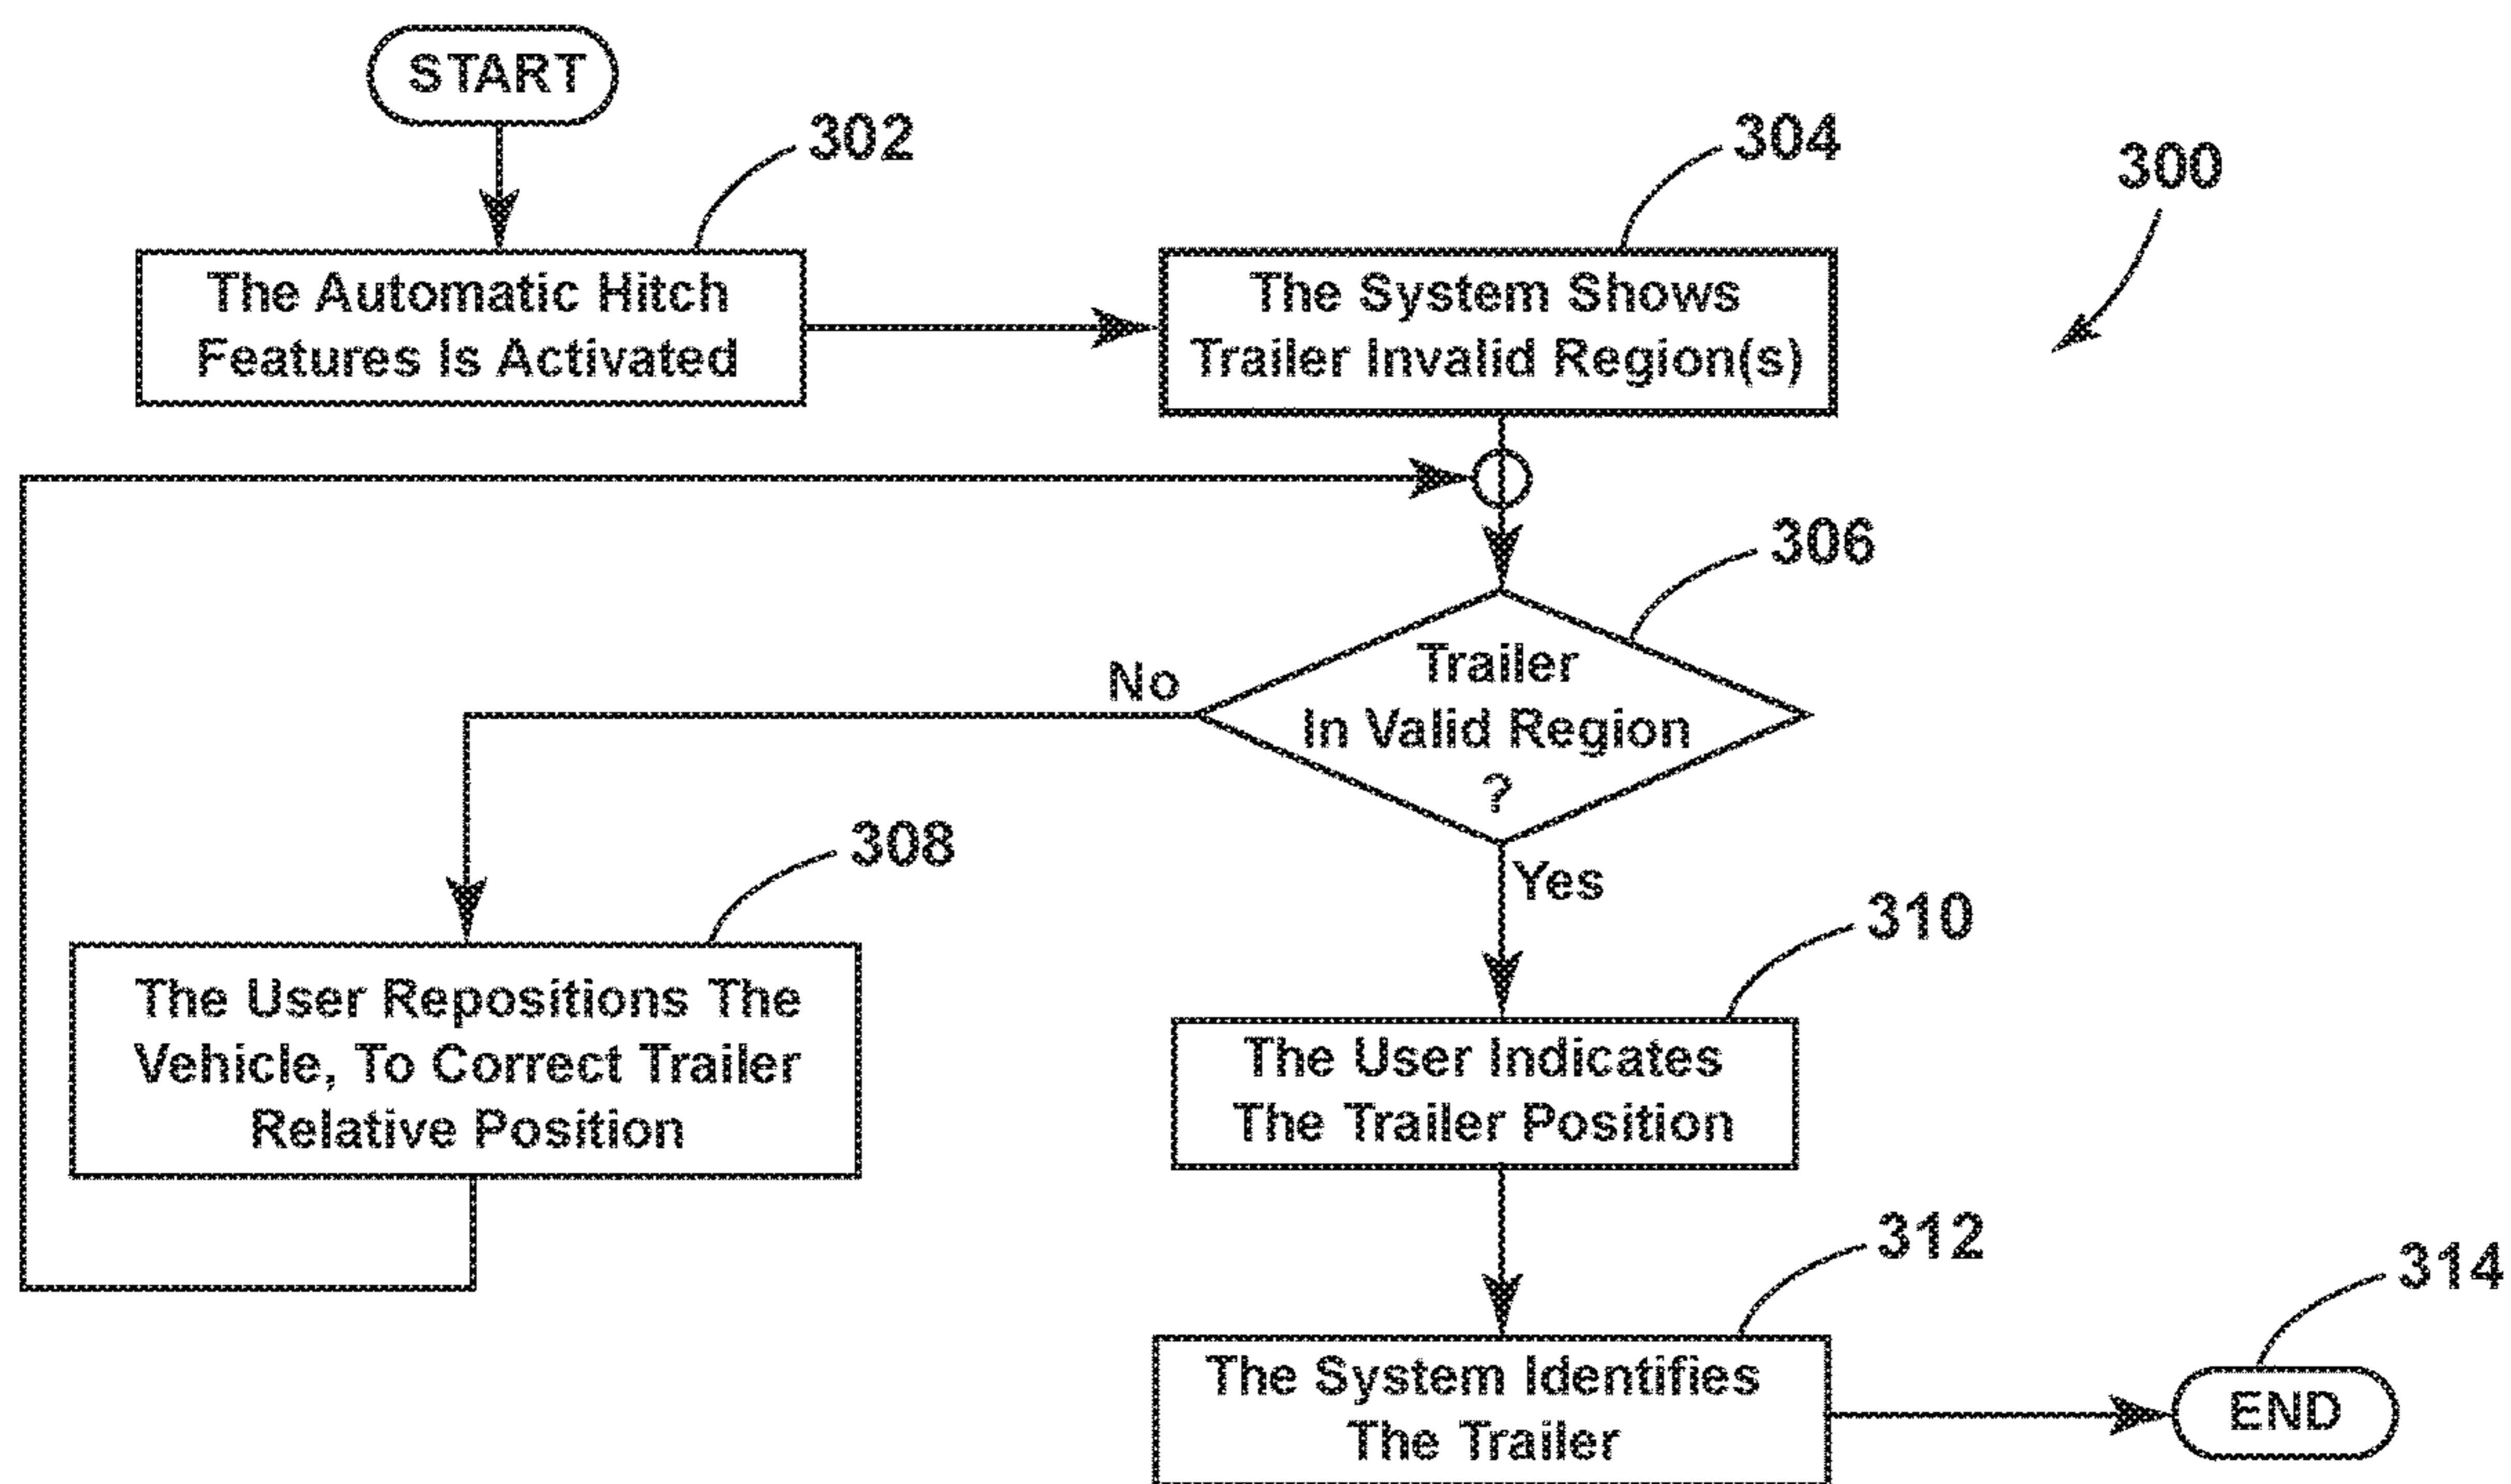 START
302
304
300
The Automatic Hitch
Features Is Activated
The System Shows
Trailer Invalid Region(s)
306
Trailer
In Valid Region
?
No
Yes
308
310
The User Repositions The
Vehicle, To Correct Trailer
Relative Position
The User Indicates
The Trailer Position
312
314
The System Identifies
The Trailer
END